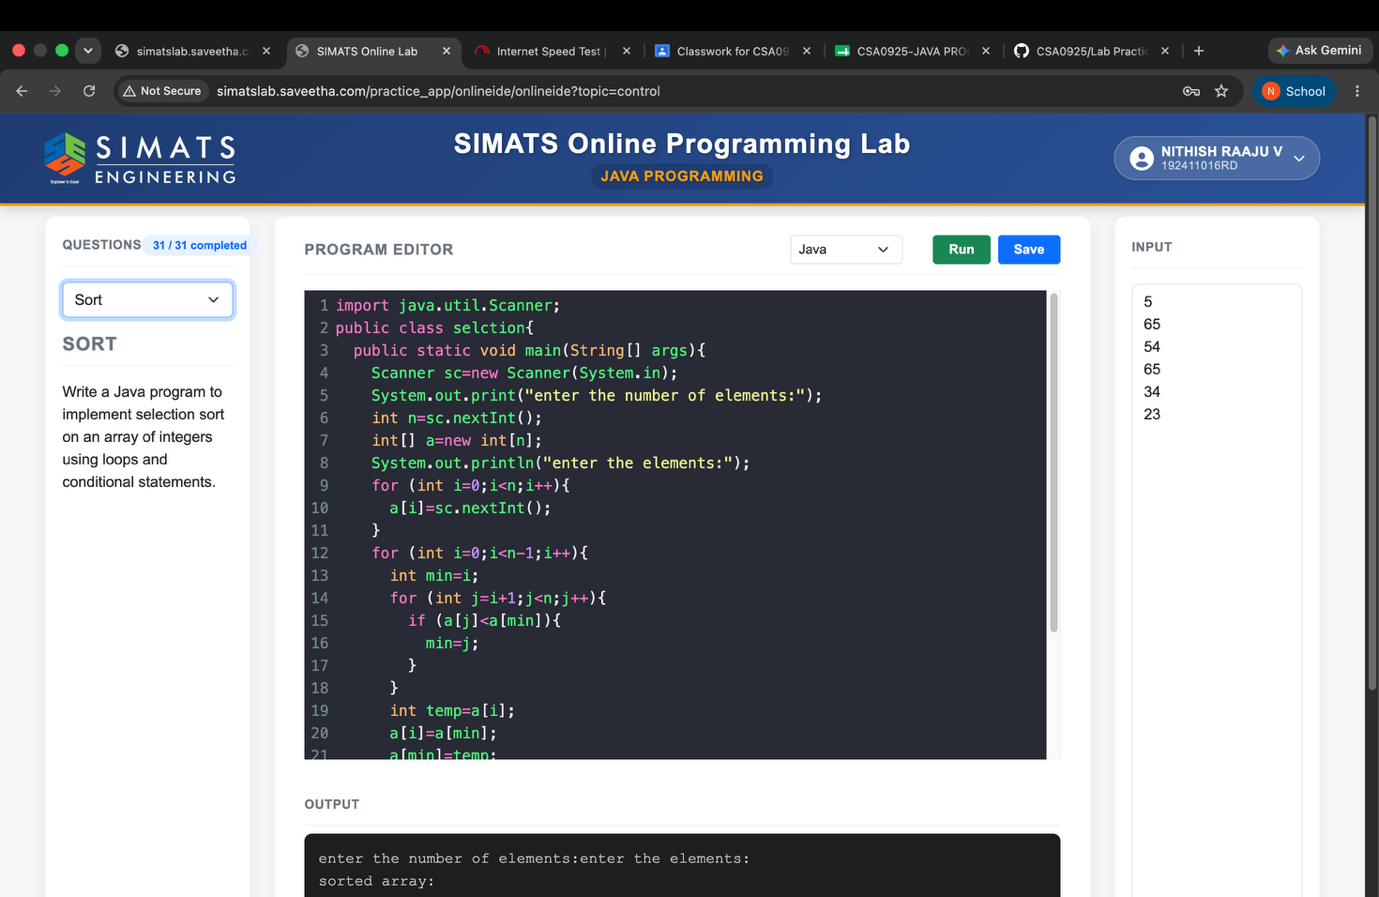 simatslab.saveetha.c
SIMATS Online Lab
Internet Speed Test |
Classwork for CSA09
CSA0925-JAVA PRO
CSA0925/Lab Practic
Ask Gemini
Not Secure
simatslab.saveetha.com/practice_app/onlineide/onlineide?topic=control
N School
SIMATS
ENGINEERING
Engineer to Excel
SIMATS Online Programming Lab
JAVA PROGRAMMING
NITHISH RAAJU V
192411016RD
QUESTIONS 31 / 31 completed
Sort
SORT
Write a Java program to
implement selection sort
on an array of integers
using loops and
conditional statements.
PROGRAM EDITOR
Java
Run
Save
1 import java.util.Scanner;
2 public class selction{
3 public static void main(String[] args){
4 Scanner sc=new Scanner(System.in);
5 System.out.print("enter the number of elements:");
6 int n=sc.nextInt();
7 int[] a=new int[n];
8 System.out.println("enter the elements:");
9 for (int i=0;i<n;i++){
10 a[i]=sc.nextInt();
11 }
12 for (int i=0;i<n-1;i++){
13 int min=i;
14 for (int j=i+1;j<n;j++){
15 if (a[j]<a[min]){
16 min=j;
17 }
18 }
19 int temp=a[i];
20 a[i]=a[min];
21 a[min]=temp;
OUTPUT
enter the number of elements:enter the elements:
sorted array:
INPUT
5
65
54
65
34
23